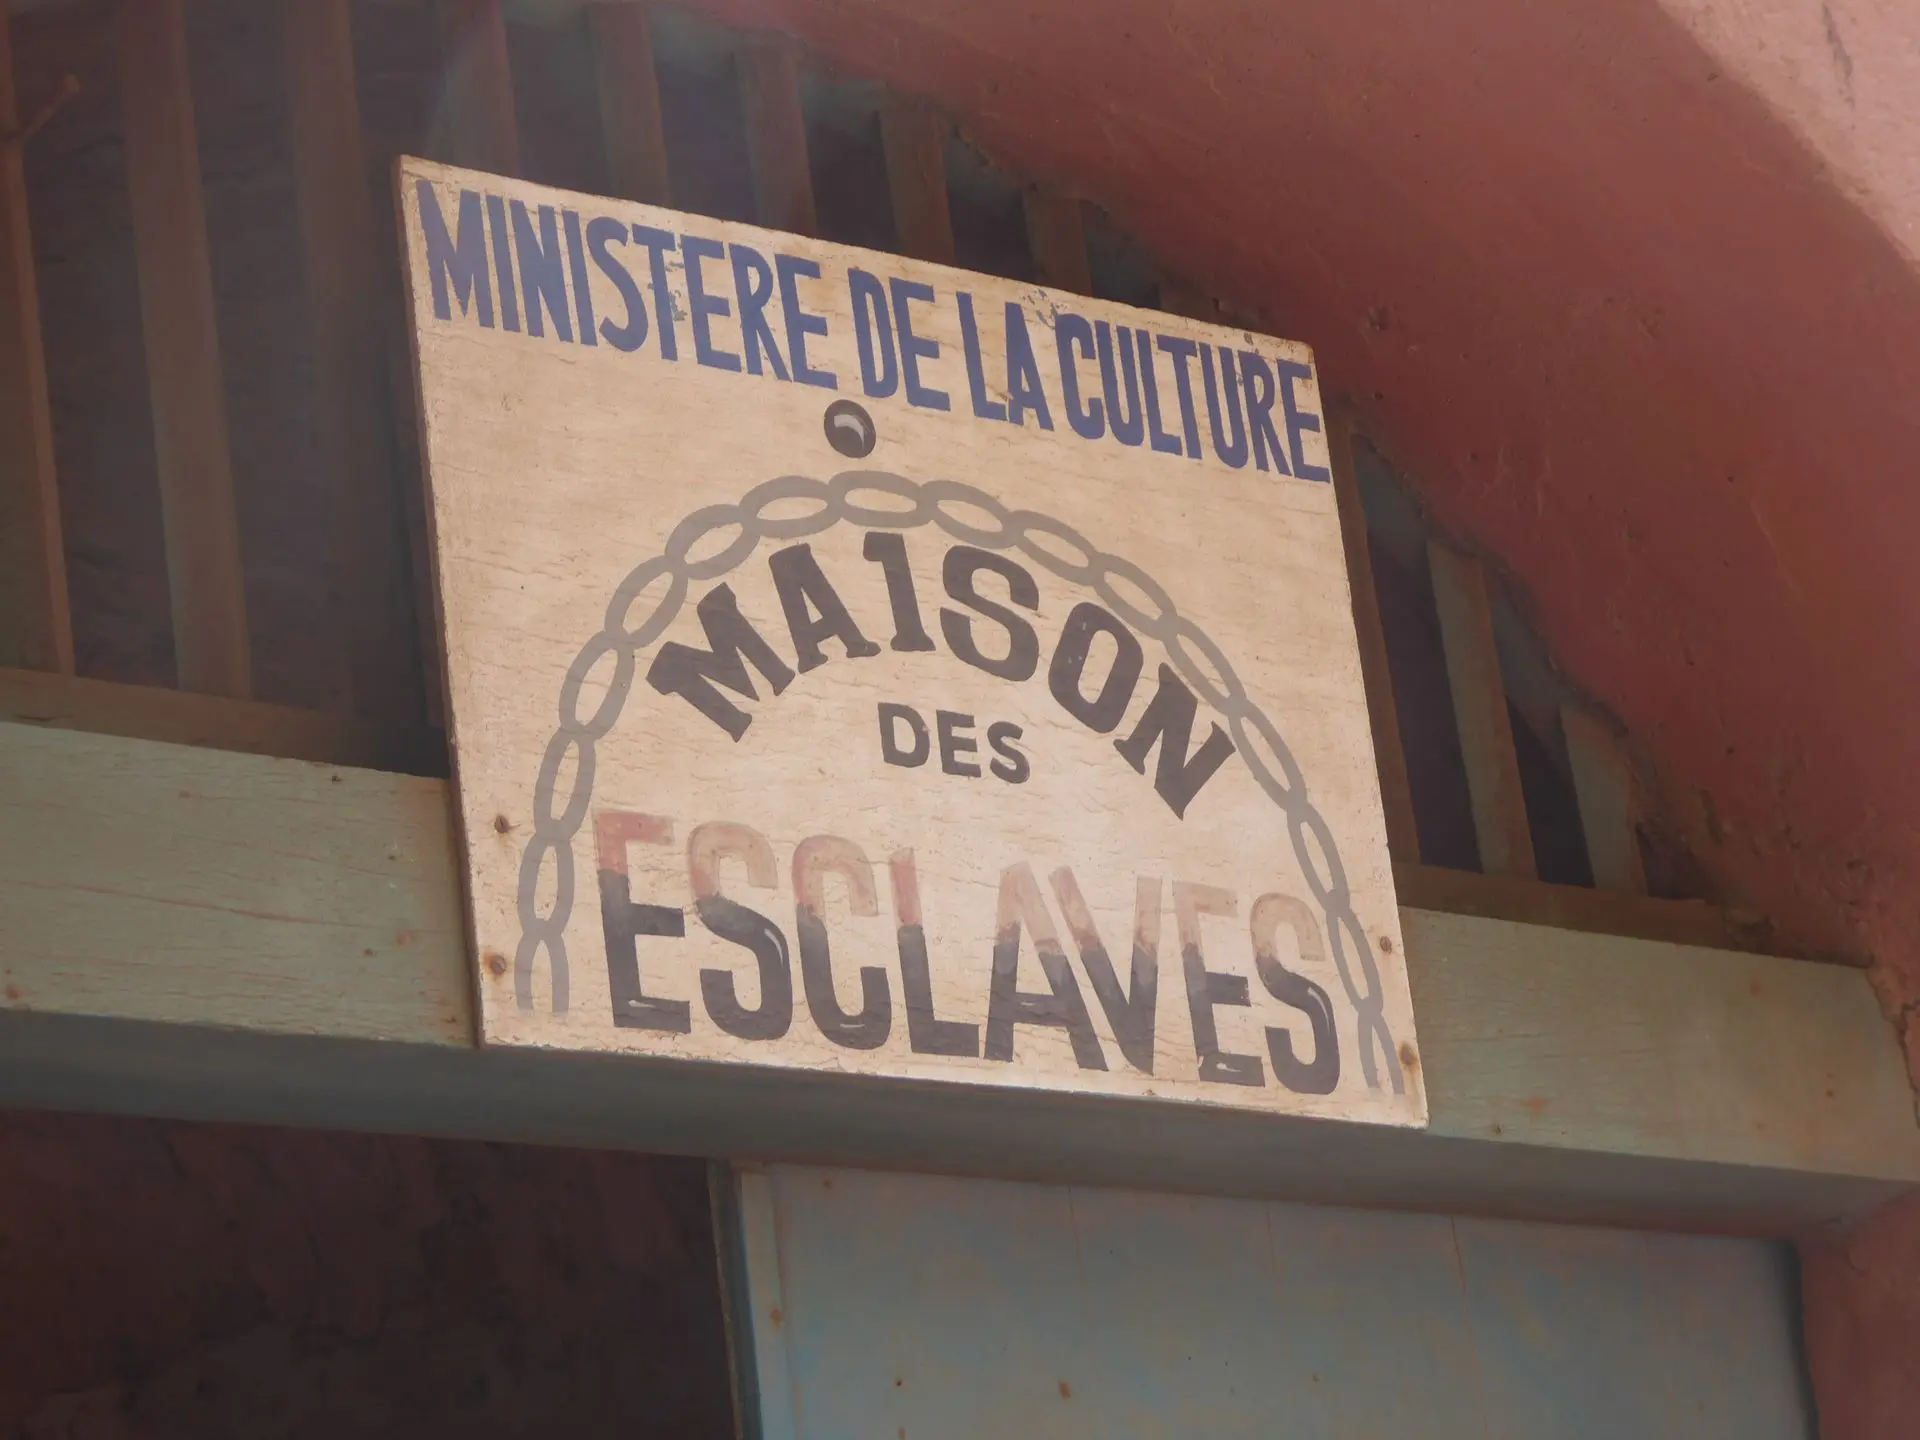 MINISTERE DE LA CULTURE
MAISON
DES
ESCLAVES